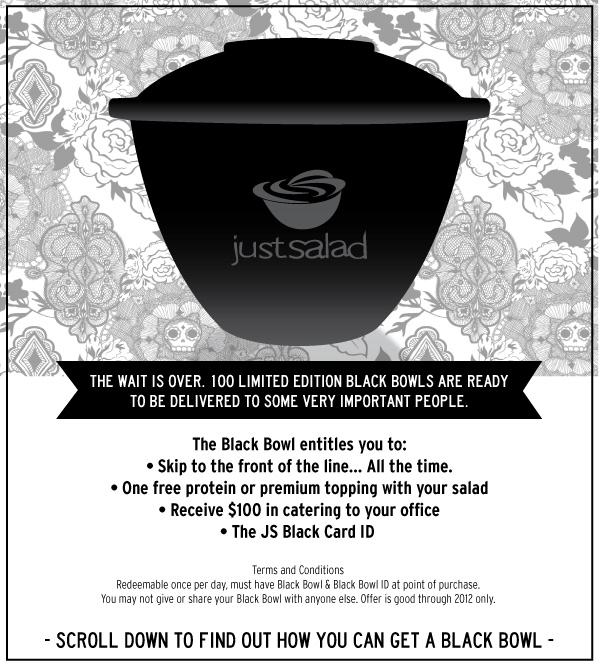 justsalad
THE WAIT IS OVER. 100 LIMITED EDITION BLACK BOWLS ARE READY
TO BE DELIVERED TO SOME VERY IMPORTANT PEOPLE.
The Black Bowl entitles you to:
• Skip to the front of the line... All the time.
• One free protein or premium topping with your salad
• Receive $100 in catering to your office
• The JS Black Card ID
Terms and Conditions
Redeemable once per day, must have Black Bowl & Black Bowl ID at point of purchase.
You may not give or share your Black Bowl with anyone else. Offer is good through 2012 only.
- SCROLL DOWN TO FIND OUT HOW YOU CAN GET A BLACK BOWL -